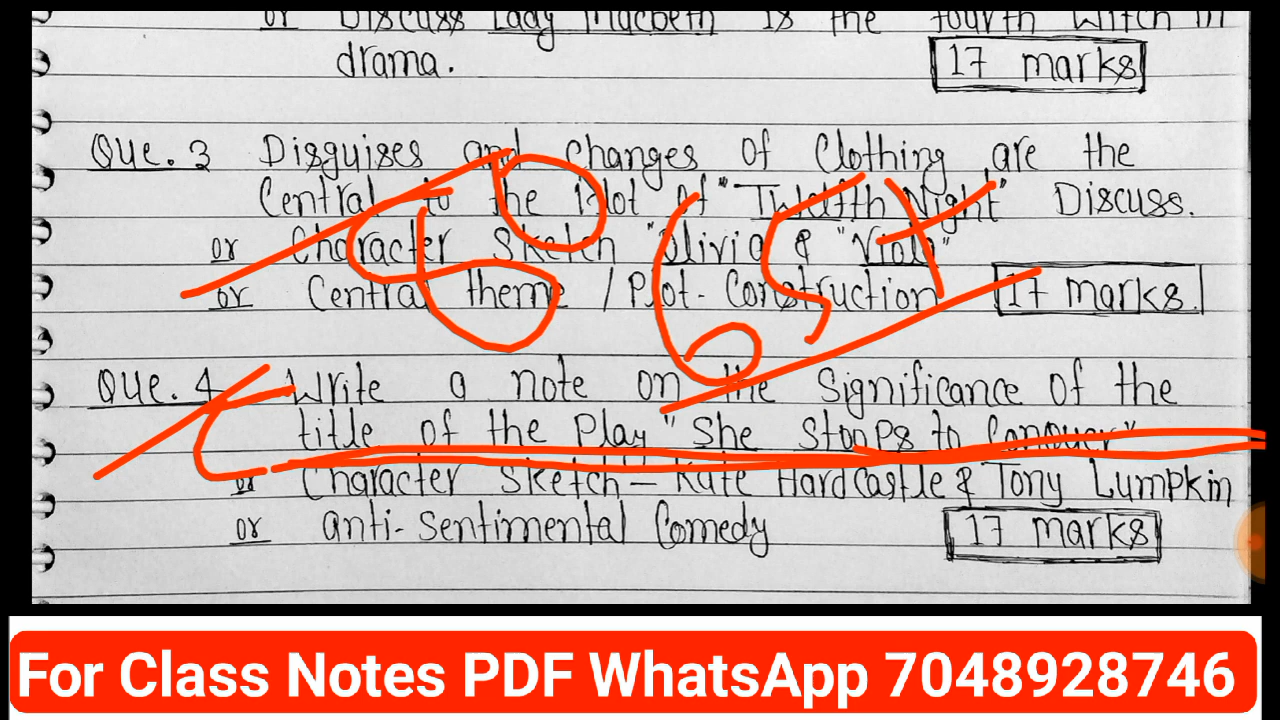 or Discuss Lady Macbeth is the fourth witch in
drama. 17 marks
Que. 3 Disguises and Changes of Clothing are the
Central to the Plot of "Twelfth Night" Discuss.
or Character Sketch "Olivia & "Viola"
or Central theme / Plot-Construction 17 marks.
Que. 4 Write a note on the Significance of the
title of the Play "She Stoops to Conquer"
or Character Sketch – Kate Hardcastle & Tony Lumpkin
or anti-Sentimental Comedy 17 marks
For Class Notes PDF WhatsApp 7048928746